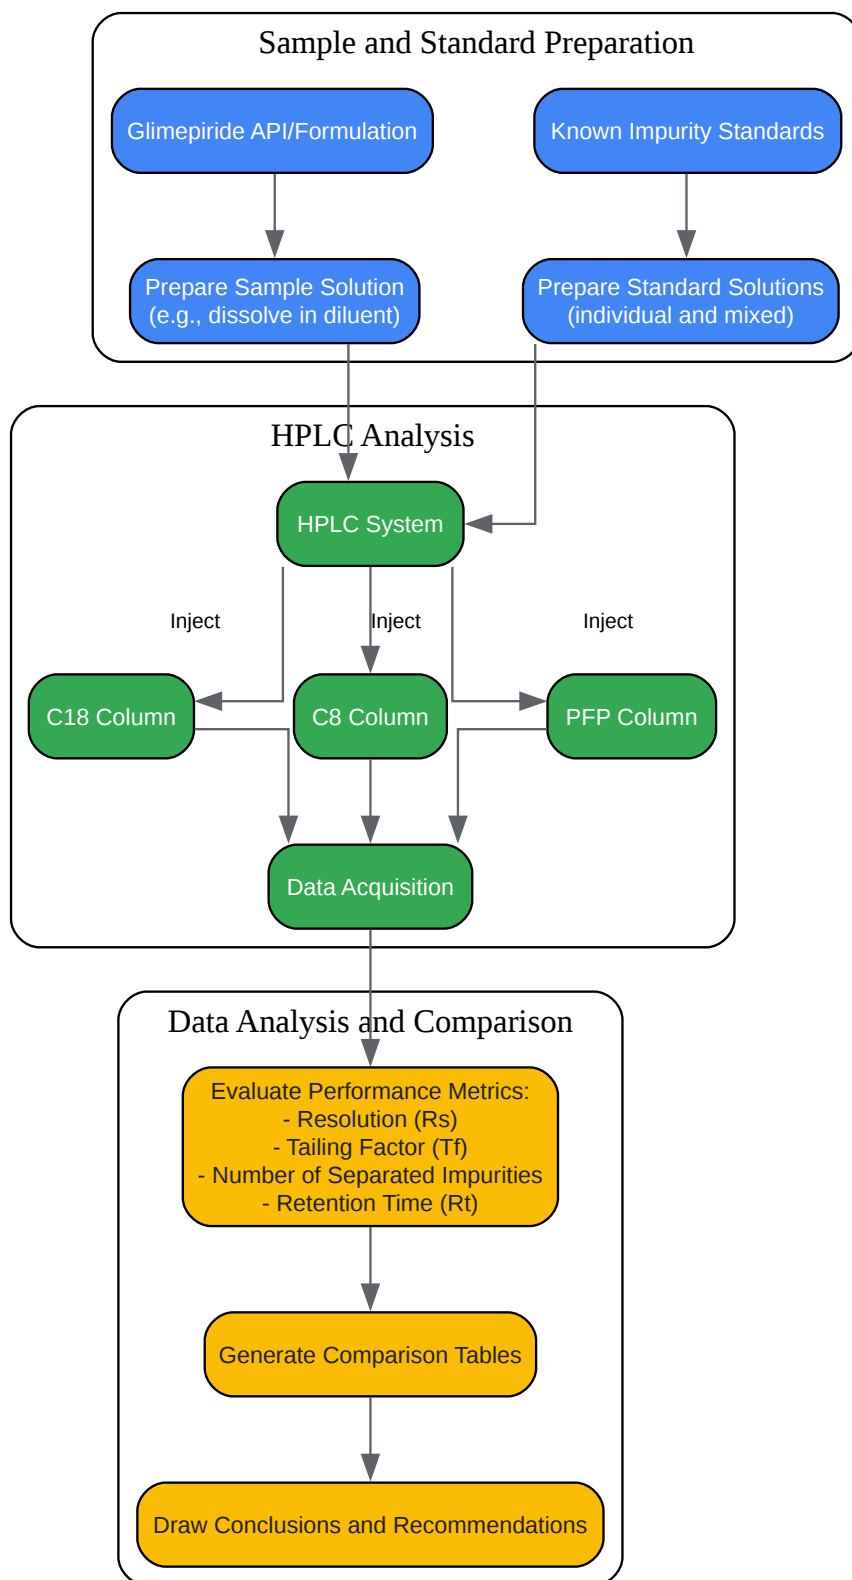 Sample and Standard Preparation
Glimepiride API/Formulation
Known Impurity Standards
Prepare Sample Solution
(e.g., dissolve in diluent)
Prepare Standard Solutions
(individual and mixed)
HPLC Analysis
HPLC System
Inject
Inject
Inject
C18 Column
C8 Column
PFP Column
Data Acquisition
Data Analysis and Comparison
Evaluate Performance Metrics:
- Resolution (Rs)
- Tailing Factor (Tf)
- Number of Separated Impurities
- Retention Time (Rt)
Generate Comparison Tables
Draw Conclusions and Recommendations